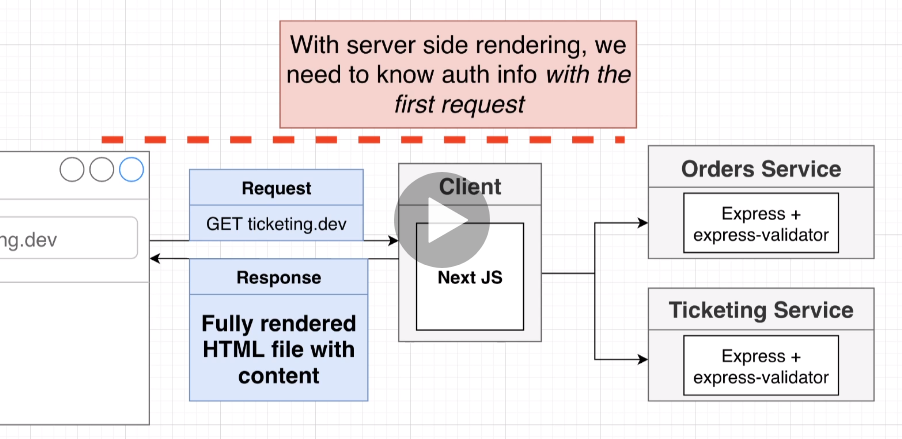 With server side rendering, we
need to know auth info with the
first request
ng.dev
Request
GET ticketing.dev
Response
Fully rendered
HTML file with
content
Client
Next JS
Orders Service
Express +
express-validator
Ticketing Service
Express +
express-validator